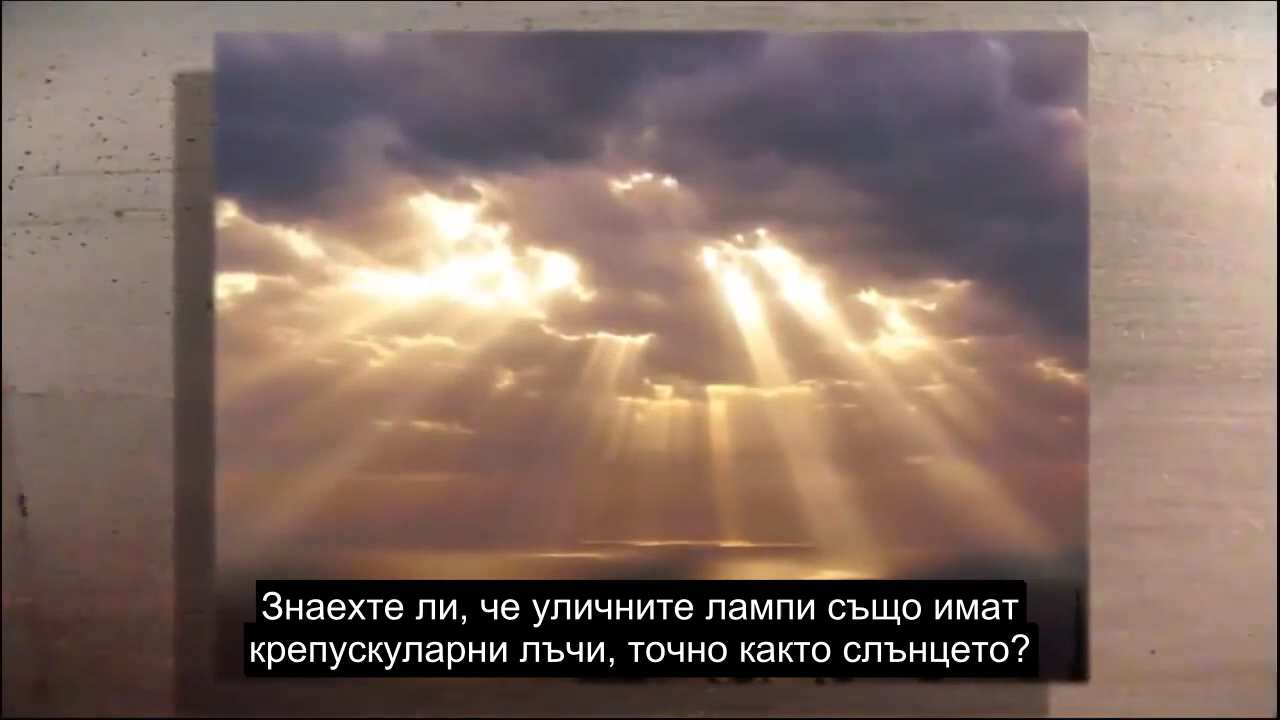 Знаехте ли, че уличните лампи също имат
крепускуларни лъчи, точно както слънцето?